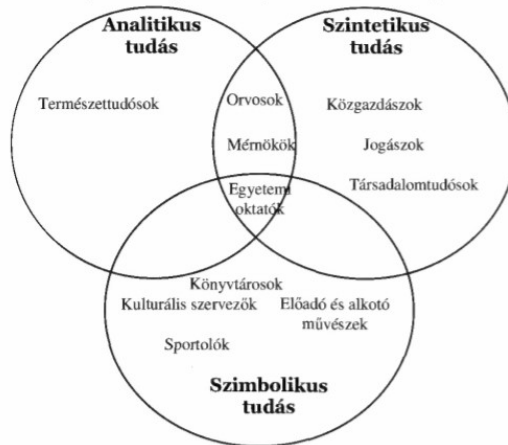 Analitikus
tudás
Szintetikus
tudás
Természettudósok
Orvosok
Közgazdászok
Mérnökök
Jogászok
Egyetemi
oktatók
Társadalomtudósok
Könyvtárosok
Kulturális szervezők
Előadó és alkotó
művészek
Sportolók
Szimbolikus
tudás